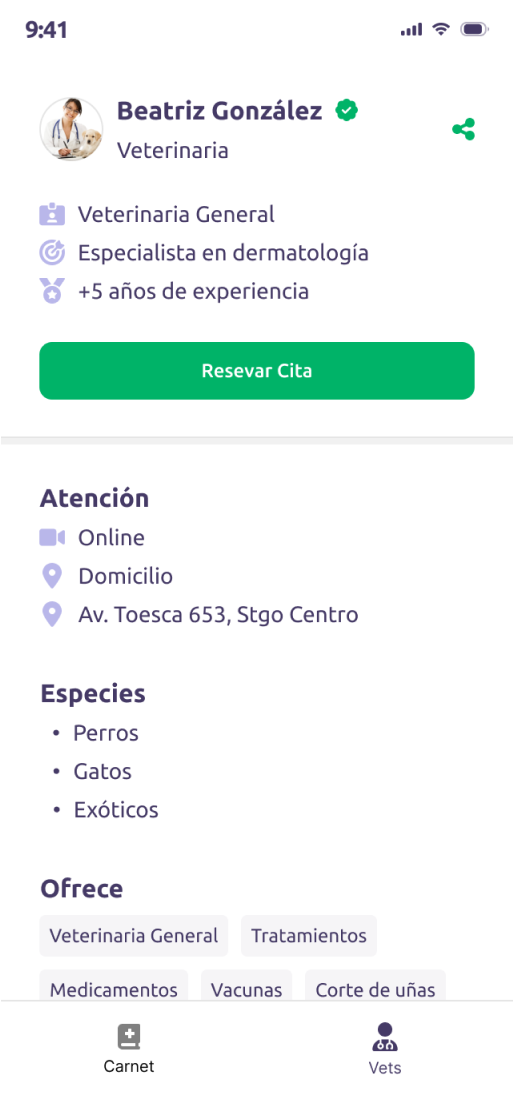 9:41
Beatriz González
Veterinaria
Veterinaria General
Especialista en dermatología
+5 años de experiencia
Resevar Cita
Atención
Online
Domicilio
Av. Toesca 653, Stgo Centro
Especies
• Perros
• Gatos
• Exóticos
Ofrece
Veterinaria General Tratamientos
Medicamentos Vacunas Corte de uñas
Carnet Vets